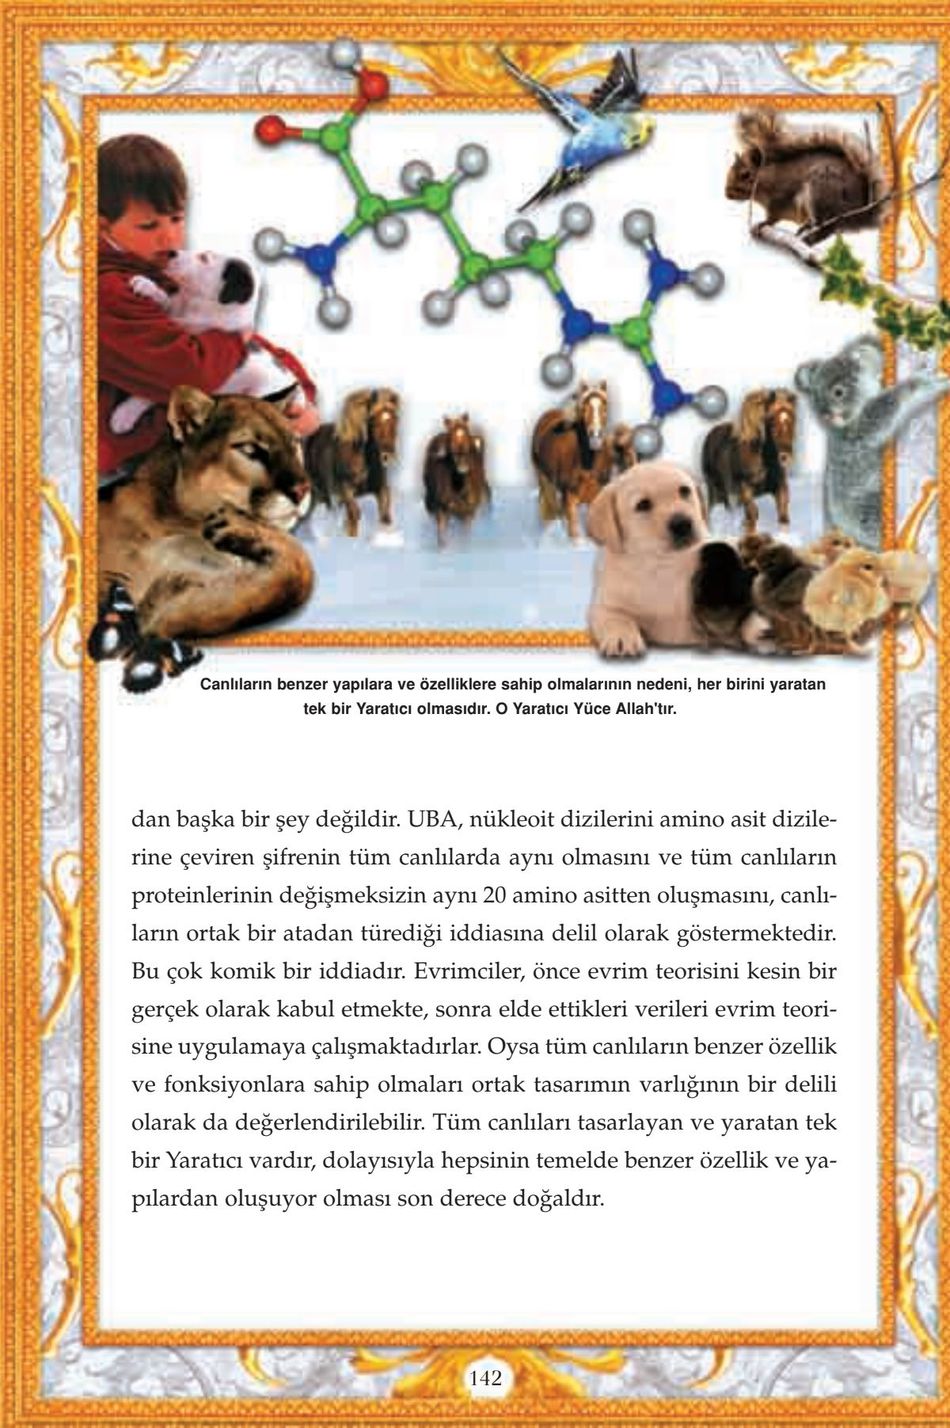 Canlıların benzer yapılara ve özelliklere sahip olmalarının nedeni, her birini yaratan
tek bir Yaratıcı olmasıdır. O Yaratıcı Yüce Allah'tır.
dan başka bir şey değildir. UBA, nükleoit dizilerini amino asit dizile-
rine çeviren şifrenin tüm canlılarda aynı olmasını ve tüm canlıların
proteinlerinin değişmeksizin aynı 20 amino asitten oluşmasını, canlı-
ların ortak bir atadan türediği iddiasına delil olarak göstermektedir.
Bu çok komik bir iddiadır. Evrimciler, önce evrim teorisini kesin bir
gerçek olarak kabul etmekte, sonra elde ettikleri verileri evrim teori-
sine uygulamaya çalışmaktadırlar. Oysa tüm canlıların benzer özellik
ve fonksiyonlara sahip olmaları ortak tasarımın varlığının bir delili
olarak da değerlendirilebilir. Tüm canlıları tasarlayan ve yaratan tek
bir Yaratıcı vardır, dolayısıyla hepsinin temelde benzer özellik ve ya-
pılardan oluşuyor olması son derece doğaldır.
142